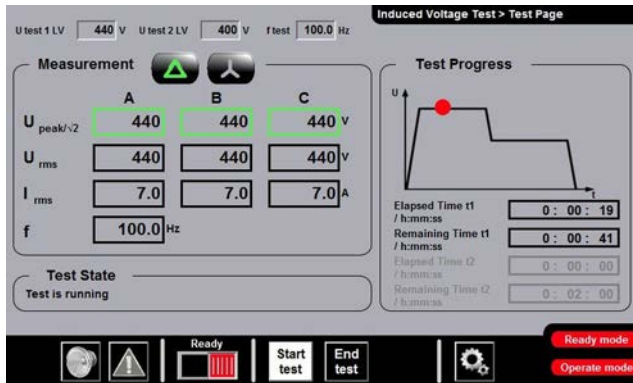 Induced Voltage Test > Test Page
U test 1 LV 440 V U test 2 LV 400 V f test 100.0 Hz
Measurement
A B C
U peak/√2 440 440 440 V
U rms 440 440 440 V
I rms 7.0 7.0 7.0 A
f 100.0 Hz
Test State
Test is running
Test Progress
U
t
Elapsed Time t1
/ h:mm:ss
0 : 00 : 19
Remaining Time t1
/ h:mm:ss
0 : 00 : 41
Elapsed Time t2
/ h:mm:ss
0 : 00 : 00
Remaining Time t2
/ h:mm:ss
0 : 02 : 00
Ready
Start
test
End
test
Ready mode
Operate mode